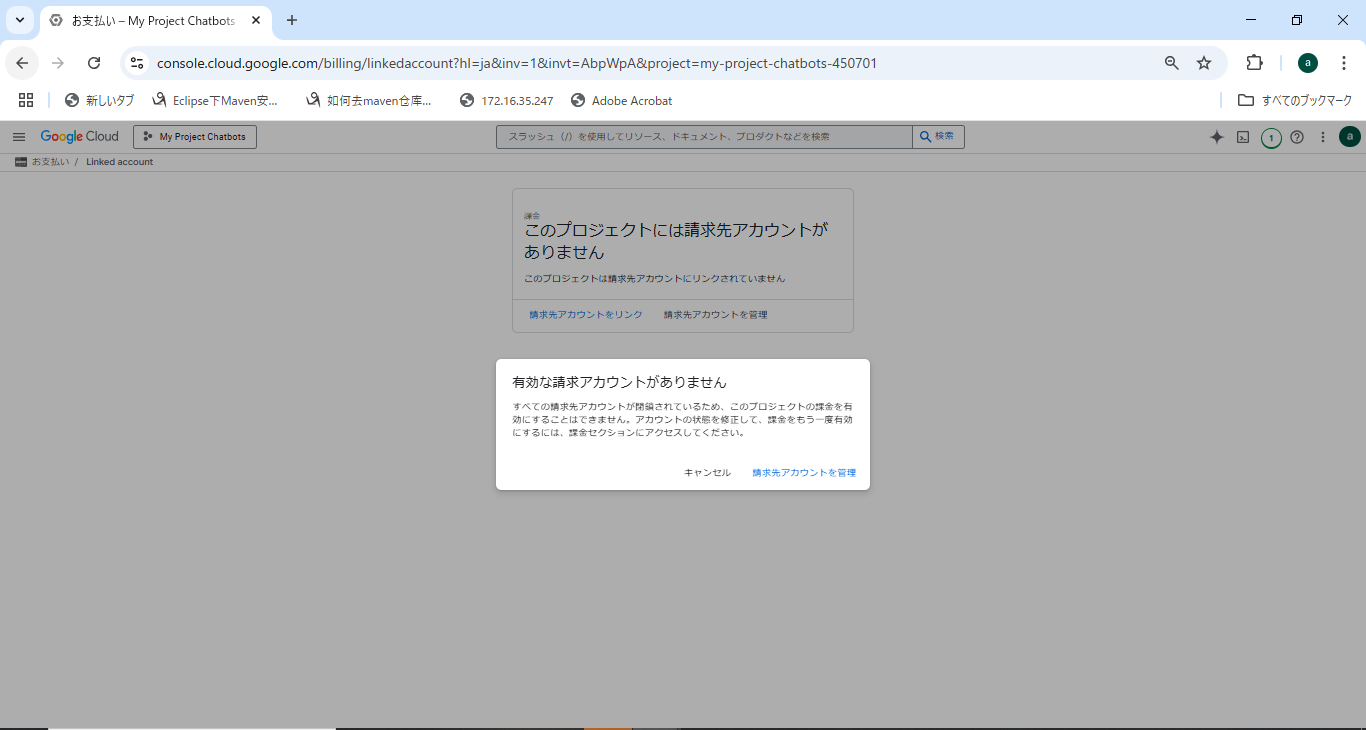 お支払い – My Project Chatbots
console.cloud.google.com/billing/linkedaccount?hl=ja&inv=1&invt=AbpWpA&project=my-project-chatbots-450701
a
新しいタブ
Eclipse下Maven安...
如何去maven仓库...
172.16.35.247
Adobe Acrobat
すべてのブックマーク
Google Cloud
My Project Chatbots
スラッシュ（/）を使用してリソース、ドキュメント、プロダクトなどを検索
検索
1
a
お支払い / Linked account
課金
このプロジェクトには請求先アカウントが
ありません
このプロジェクトは請求先アカウントにリンクされていません
請求先アカウントをリンク
請求先アカウントを管理
有効な請求アカウントがありません
すべての請求先アカウントが閉鎖されているため、このプロジェクトの課金を有
効にすることはできません。アカウントの状態を修正して、課金をもう一度有効
にするには、課金セクションにアクセスしてください。
キャンセル
請求先アカウントを管理